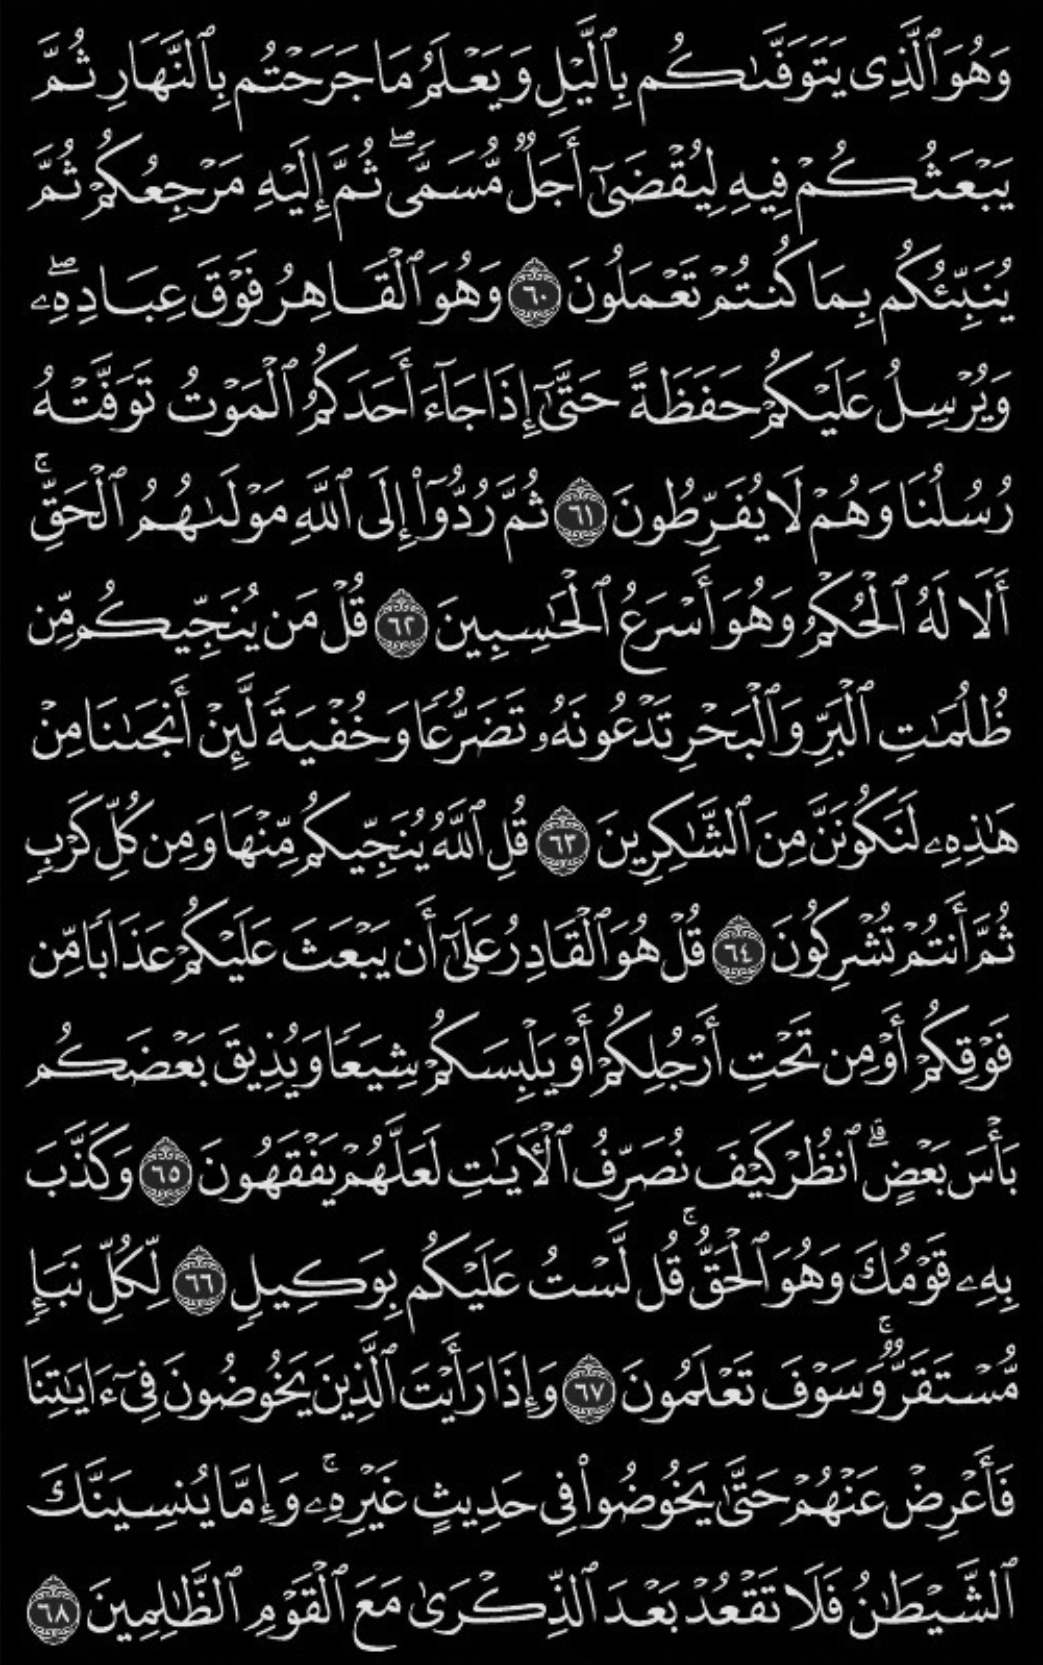 وَهُوَ ٱلَّذِى يَتَوَفَّىٰكُم بِٱلَّيْلِ وَيَعْلَمُ مَا جَرَحْتُم بِٱلنَّهَارِ ثُمَّ
يَبْعَثُكُمْ فِيهِ لِيُقْضَىٰٓ أَجَلٌ مُّسَمًّى ۖ ثُمَّ إِلَيْهِ مَرْجِعُكُمْ ثُمَّ
يُنَبِّئُكُم بِمَا كُنتُمْ تَعْمَلُونَ ٦٠ وَهُوَ ٱلْقَاهِرُ فَوْقَ عِبَادِهِۦ ۖ
وَيُرْسِلُ عَلَيْكُمْ حَفَظَةً حَتَّىٰٓ إِذَا جَآءَ أَحَدَكُمُ ٱلْمَوْتُ تَوَفَّتْهُ
رُسُلُنَا وَهُمْ لَا يُفَرِّطُونَ ٦١ ثُمَّ رُدُّوٓا۟ إِلَى ٱللَّهِ مَوْلَىٰهُمُ ٱلْحَقِّ ۚ
أَلَا لَهُ ٱلْحُكْمُ وَهُوَ أَسْرَعُ ٱلْحَٰسِبِينَ ٦٢ قُلْ مَن يُنَجِّيكُم مِّن
ظُلُمَٰتِ ٱلْبَرِّ وَٱلْبَحْرِ تَدْعُونَهُۥ تَضَرُّعًا وَخُفْيَةً لَّئِنْ أَنجَىٰنَا مِنْ
هَٰذِهِۦ لَنَكُونَنَّ مِنَ ٱلشَّٰكِرِينَ ٦٣ قُلِ ٱللَّهُ يُنَجِّيكُم مِّنْهَا وَمِن كُلِّ كَرْبٍ
ثُمَّ أَنتُمْ تُشْرِكُونَ ٦٤ قُلْ هُوَ ٱلْقَادِرُ عَلَىٰٓ أَن يَبْعَثَ عَلَيْكُمْ عَذَابًا مِّن
فَوْقِكُمْ أَوْ مِن تَحْتِ أَرْجُلِكُمْ أَوْ يَلْبِسَكُمْ شِيَعًا وَيُذِيقَ بَعْضَكُم
بَأْسَ بَعْضٍ ۗ ٱنظُرْ كَيْفَ نُصَرِّفُ ٱلْـَٔايَٰتِ لَعَلَّهُمْ يَفْقَهُونَ ٦٥ وَكَذَّبَ
بِهِۦ قَوْمُكَ وَهُوَ ٱلْحَقُّ ۚ قُل لَّسْتُ عَلَيْكُم بِوَكِيلٍ ٦٦ لِّكُلِّ نَبَإٍ
مُّسْتَقَرٌّ ۚ وَسَوْفَ تَعْلَمُونَ ٦٧ وَإِذَا رَأَيْتَ ٱلَّذِينَ يَخُوضُونَ فِىٓ ءَايَٰتِنَا
فَأَعْرِضْ عَنْهُمْ حَتَّىٰ يَخُوضُوا۟ فِى حَدِيثٍ غَيْرِهِۦ ۚ وَإِمَّا يُنسِيَنَّكَ
ٱلشَّيْطَٰنُ فَلَا تَقْعُدْ بَعْدَ ٱلذِّكْرَىٰ مَعَ ٱلْقَوْمِ ٱلظَّٰلِمِينَ ٦٨